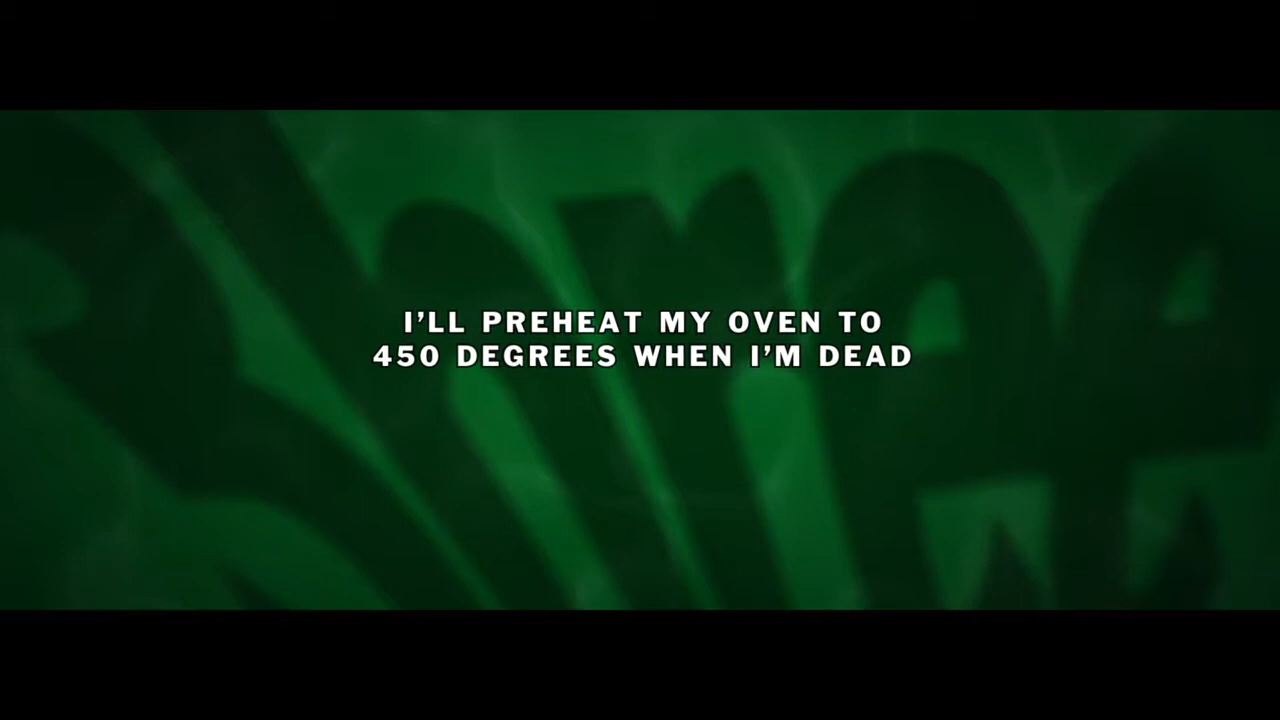 I’LL PREHEAT MY OVEN TO
450 DEGREES WHEN I’M DEAD